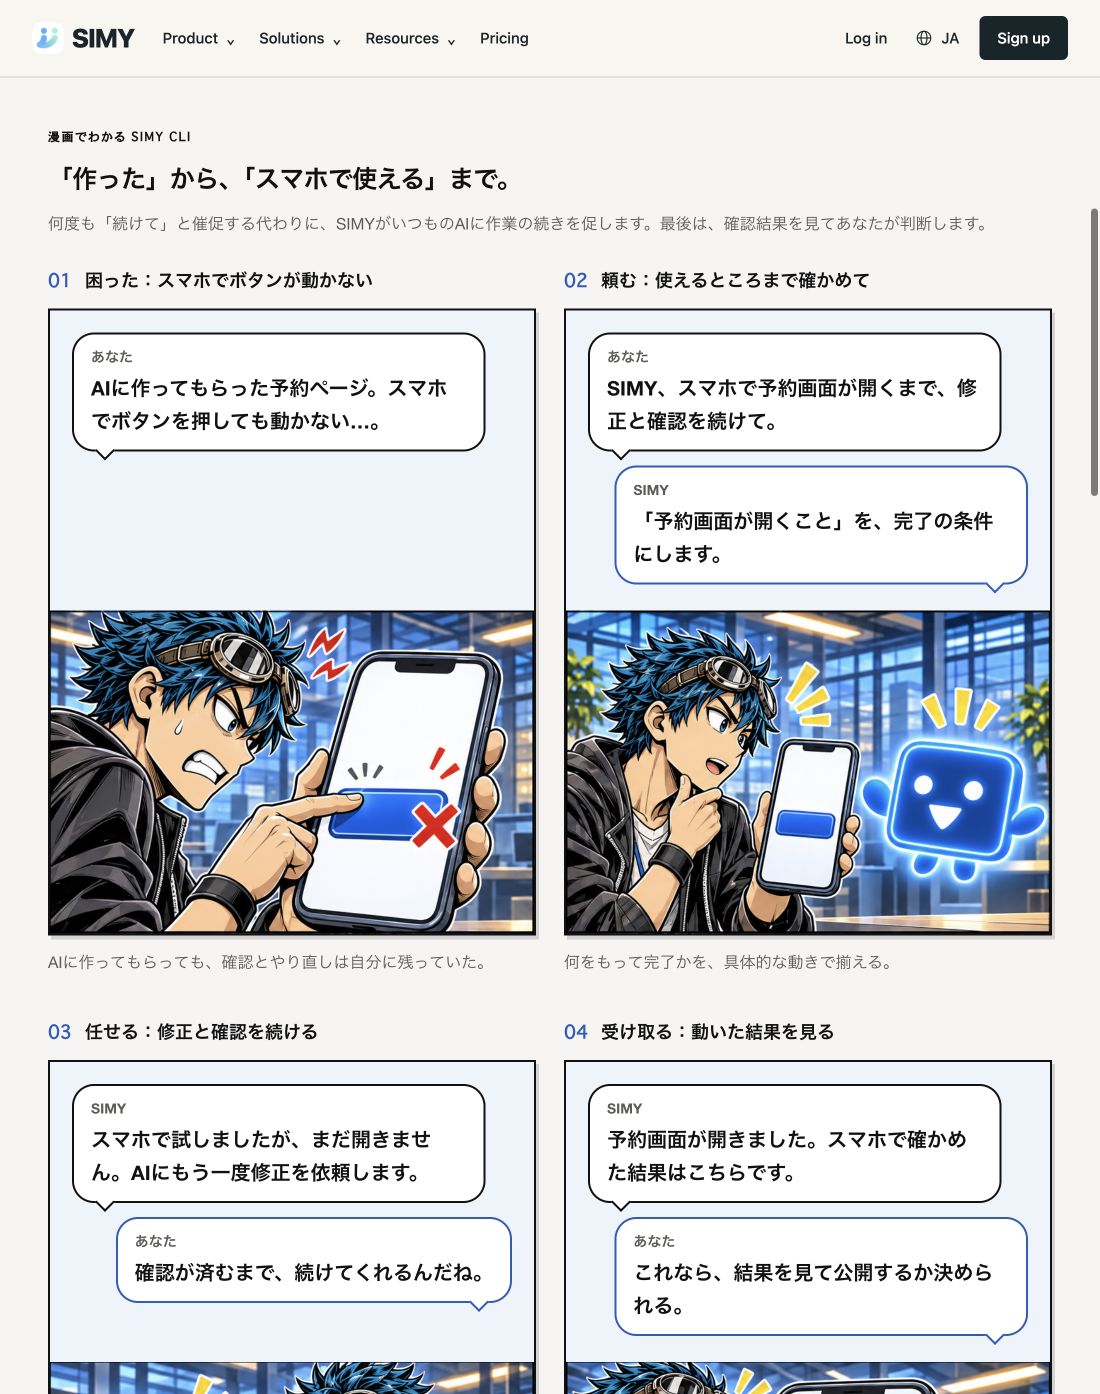 SIMY
Product
Solutions
Resources
Pricing
Log in
JA
Sign up
漫画でわかる SIMY CLI
「作った」から、「スマホで使える」まで。
何度も「続けて」と催促する代わりに、SIMYがいつものAIに作業の続きを促します。最後は、確認結果を見てあなたが判断します。
01 困った：スマホでボタンが動かない
あなた
AIに作ってもらった予約ページ。スマホ
でボタンを押しても動かない…。
AIに作ってもらっても、確認とやり直しは自分に残っていた。
02 頼む：使えるところまで確かめて
あなた
SIMY、スマホで予約画面が開くまで、修
正と確認を続けて。
SIMY
「予約画面が開くこと」を、完了の条件
にします。
何をもって完了かを、具体的な動きで揃える。
03 任せる：修正と確認を続ける
SIMY
スマホで試しましたが、まだ開きませ
ん。AIにもう一度修正を依頼します。
あなた
確認が済むまで、続けてくれるんだね。
04 受け取る：動いた結果を見る
SIMY
予約画面が開きました。スマホで確かめ
た結果はこちらです。
あなた
これなら、結果を見て公開するか決めら
れる。